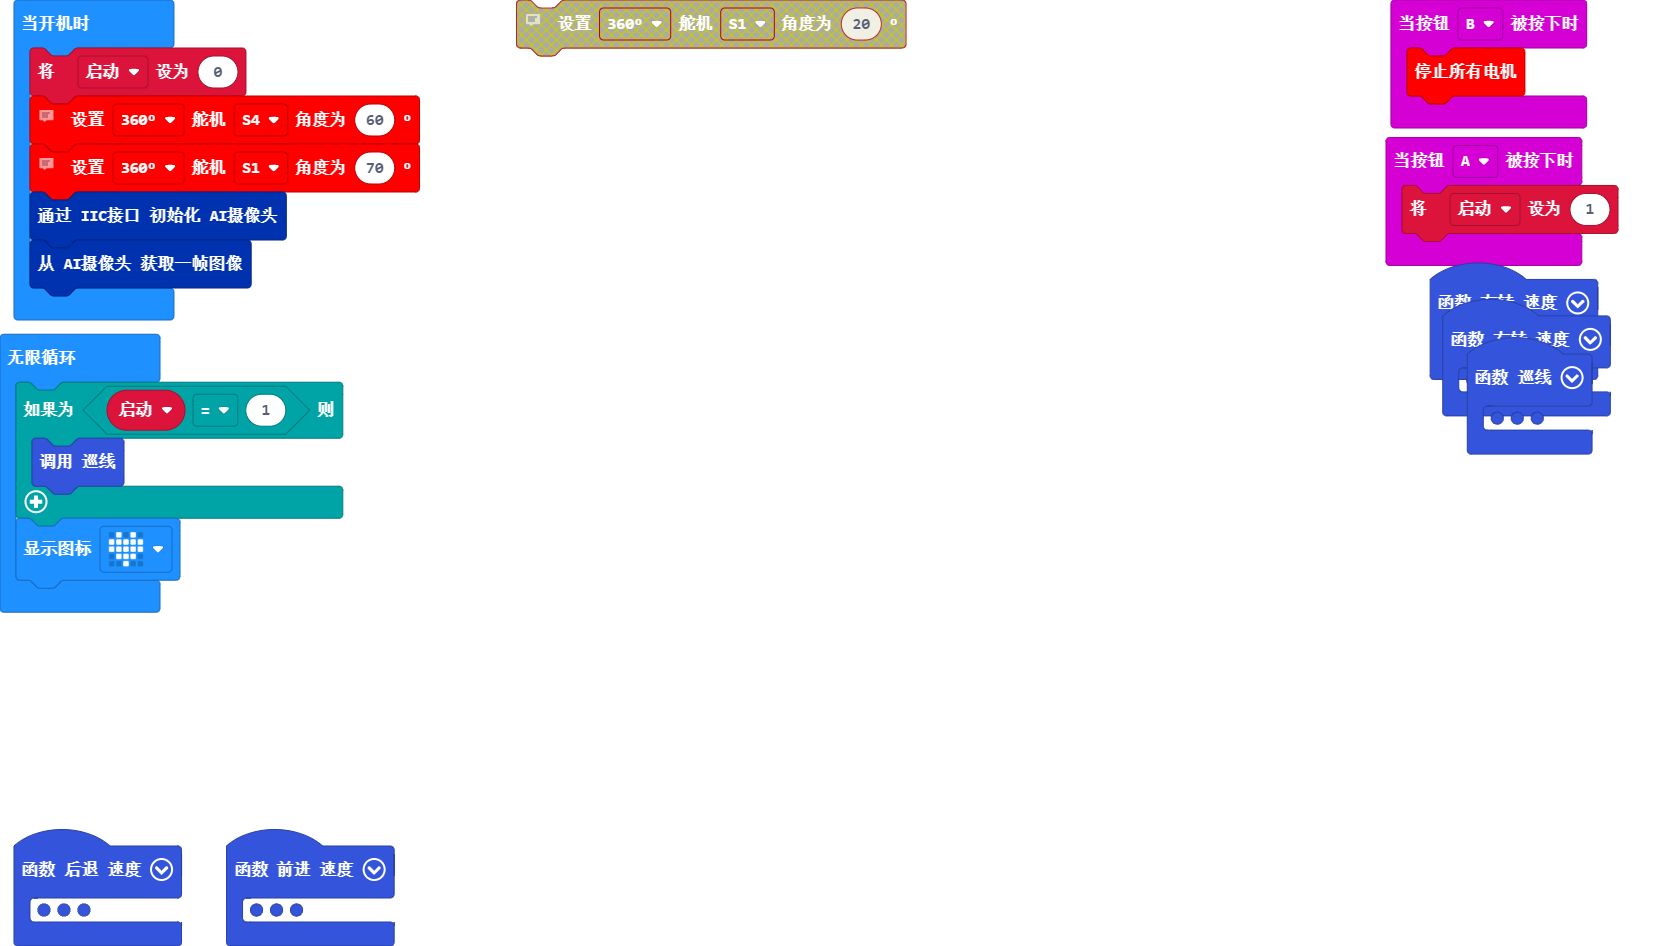 当开机时
将 启动 设为 0
设置 360° 舵机 S4 角度为 60 °
设置 360° 舵机 S1 角度为 70 °
通过 IIC接口 初始化 AI摄像头
从 AI摄像头 获取一帧图像
无限循环
如果为 启动 = 1 则
调用 巡线
显示图标
设置 360° 舵机 S1 角度为 20 °
当按钮 B 被按下时
停止所有电机
当按钮 A 被按下时
将 启动 设为 1
函数 速度
函数 速度
函数 巡线
函数 后退 速度
函数 前进 速度